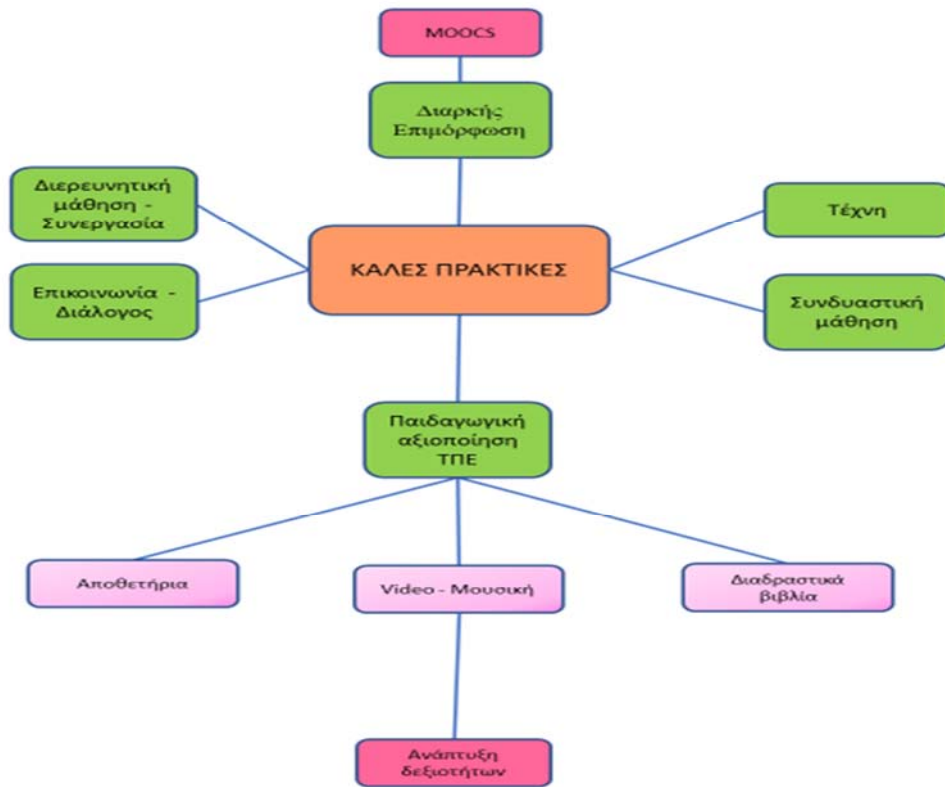 MOOCS
Διαρκής
Επιμόρφωση
Διερευνητική
μάθηση -
Συνεργασία
Τέχνη
ΚΑΛΕΣ ΠΡΑΚΤΙΚΕΣ
Επικοινωνία -
Διάλογος
Συνδυαστική
μάθηση
Παιδαγωγική
αξιοποίηση
ΤΠΕ
Αποθετήρια
Video - Μουσική
Διαδραστικά
βιβλία
Ανάπτυξη
δεξιοτήτων